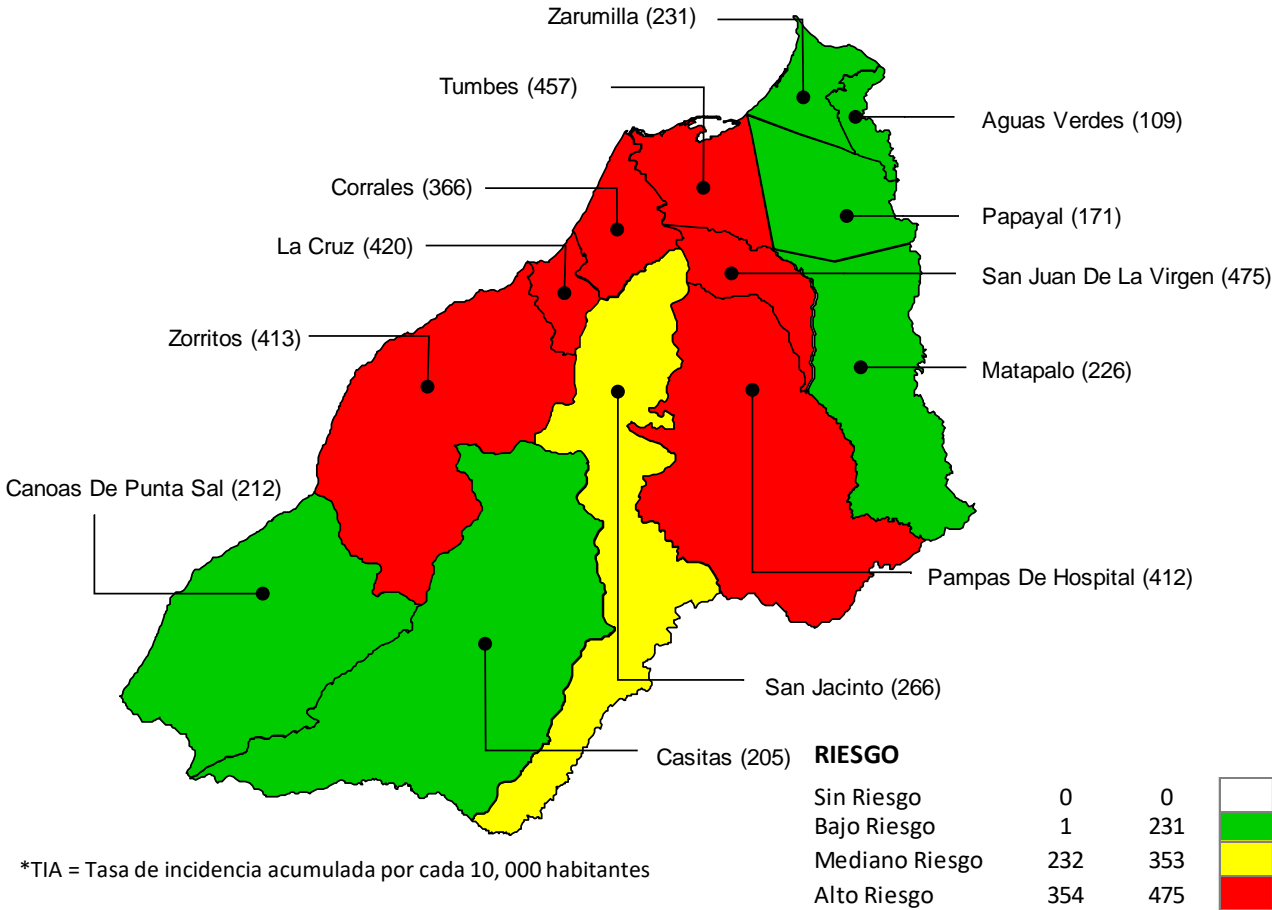 Zarumilla (231)
Tumbes (457)
Aguas Verdes (109)
Corrales (366)
Papayal (171)
La Cruz (420)
San Juan De La Virgen (475)
Zorritos (413)
Matapalo (226)
Canoas De Punta Sal (212)
Pampas De Hospital (412)
San Jacinto (266)
Casitas (205)
RIESGO
Sin Riesgo 0 0
Bajo Riesgo 1 231
Mediano Riesgo 232 353
Alto Riesgo 354 475
*TIA = Tasa de incidencia acumulada por cada 10, 000 habitantes